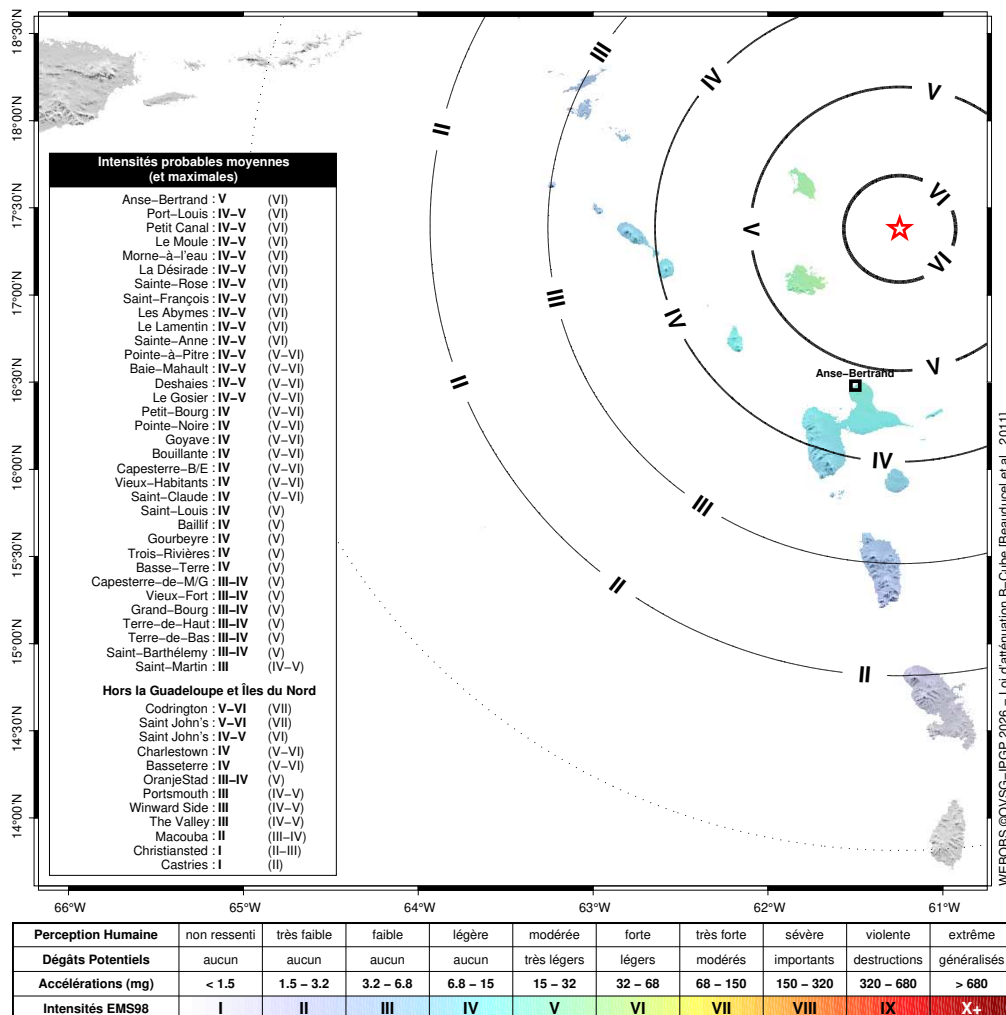 18°30'N
18°00'N
17°30'N
17°00'N
16°30'N
16°00'N
15°30'N
15°00'N
14°30'N
14°00'N
III
IV
V
II
VI
V
VI
III
IV
V
II
IV
III
II
II
Anse−Bertrand
Intensités probables moyennes
(et maximales)
Anse−Bertrand : V (VI)
Port−Louis : IV−V (VI)
Petit Canal : IV−V (VI)
Le Moule : IV−V (VI)
Morne−à−l'eau : IV−V (VI)
La Désirade : IV−V (VI)
Sainte−Rose : IV−V (VI)
Saint−François : IV−V (VI)
Les Abymes : IV−V (VI)
Le Lamentin : IV−V (VI)
Sainte−Anne : IV−V (VI)
Pointe−à−Pitre : IV−V (V−VI)
Baie−Mahault : IV−V (V−VI)
Deshaies : IV−V (V−VI)
Le Gosier : IV−V (V−VI)
Petit−Bourg : IV (V−VI)
Pointe−Noire : IV (V−VI)
Goyave : IV (V−VI)
Bouillante : IV (V−VI)
Capesterre−B/E : IV (V−VI)
Vieux−Habitants : IV (V−VI)
Saint−Claude : IV (V−VI)
Saint−Louis : IV (V)
Baillif : IV (V)
Gourbeyre : IV (V)
Trois−Rivières : IV (V)
Basse−Terre : IV (V)
Capesterre−de−M/G : III−IV (V)
Vieux−Fort : III−IV (V)
Grand−Bourg : III−IV (V)
Terre−de−Haut : III−IV (V)
Terre−de−Bas : III−IV (V)
Saint−Barthélemy : III−IV (V)
Saint−Martin : III (IV−V)
Hors la Guadeloupe et Îles du Nord
Codrington : V−VI (VII)
Saint John's : V−VI (VII)
Saint John's : IV−V (VI)
Charlestown : IV (V−VI)
Basseterre : IV (V−VI)
OranjeStad : III−IV (V)
Portsmouth : III (IV−V)
Winward Side : III (IV−V)
The Valley : III (IV−V)
Macouba : II (III−IV)
Christiansted : I (II−III)
Castries : I (II)
WEBOBS ©OVSG−IPGP 2026 − Loi d'atténuation B−Cube [Beauducel et al., 2011]
66°W 65°W 64°W 63°W 62°W 61°W
Perception Humaine non ressenti très faible faible légère modérée forte très forte sévère violente extrême
Dégâts Potentiels aucun aucun aucun aucun très légers légers modérés importants destructions généralisés
Accélérations (mg) < 1.5 1.5 − 3.2 3.2 − 6.8 6.8 − 15 15 − 32 32 − 68 68 − 150 150 − 320 320 − 680 > 680
Intensités EMS98 I II III IV V VI VII VIII IX X+